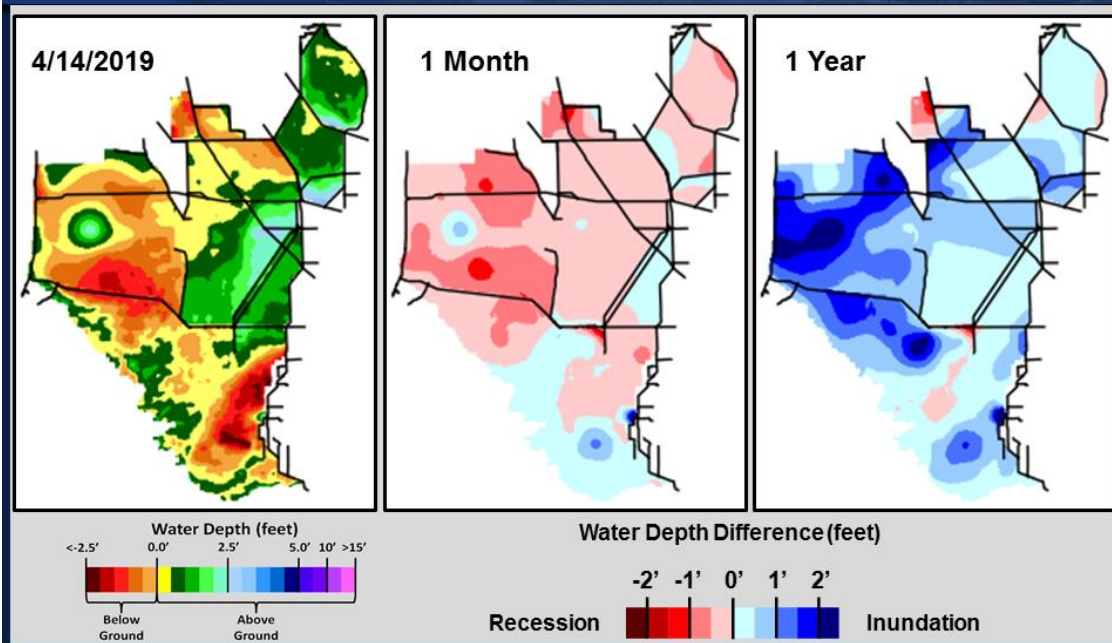 4/14/2019
1 Month
1 Year
Water Depth (feet)
<-2.5' 0.0' 2.5' 5.0' 10' >15'
Below
Ground
Above
Ground
Water Depth Difference (feet)
-2' -1' 0' 1' 2'
Recession
Inundation